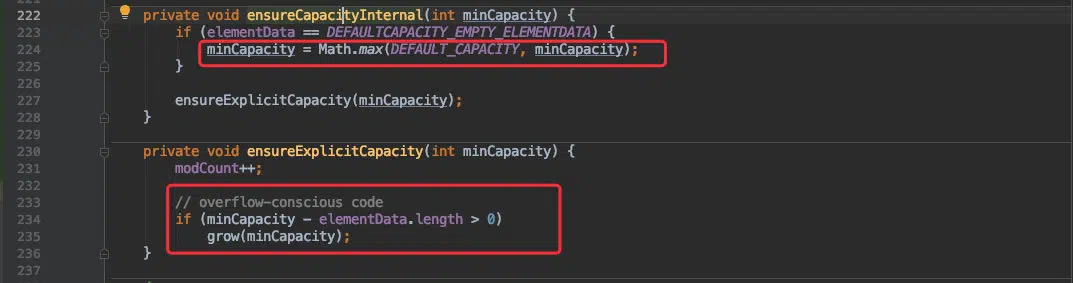 222 private void ensureCapacityInternal(int minCapacity) {
223 if (elementData == DEFAULTCAPACITY_EMPTY_ELEMENTDATA) {
224 minCapacity = Math.max(DEFAULT_CAPACITY, minCapacity);
225 }
226
227 ensureExplicitCapacity(minCapacity);
228 }
229
230 private void ensureExplicitCapacity(int minCapacity) {
231 modCount++;
232
233 // overflow-conscious code
234 if (minCapacity - elementData.length > 0)
235 grow(minCapacity);
236 }
237